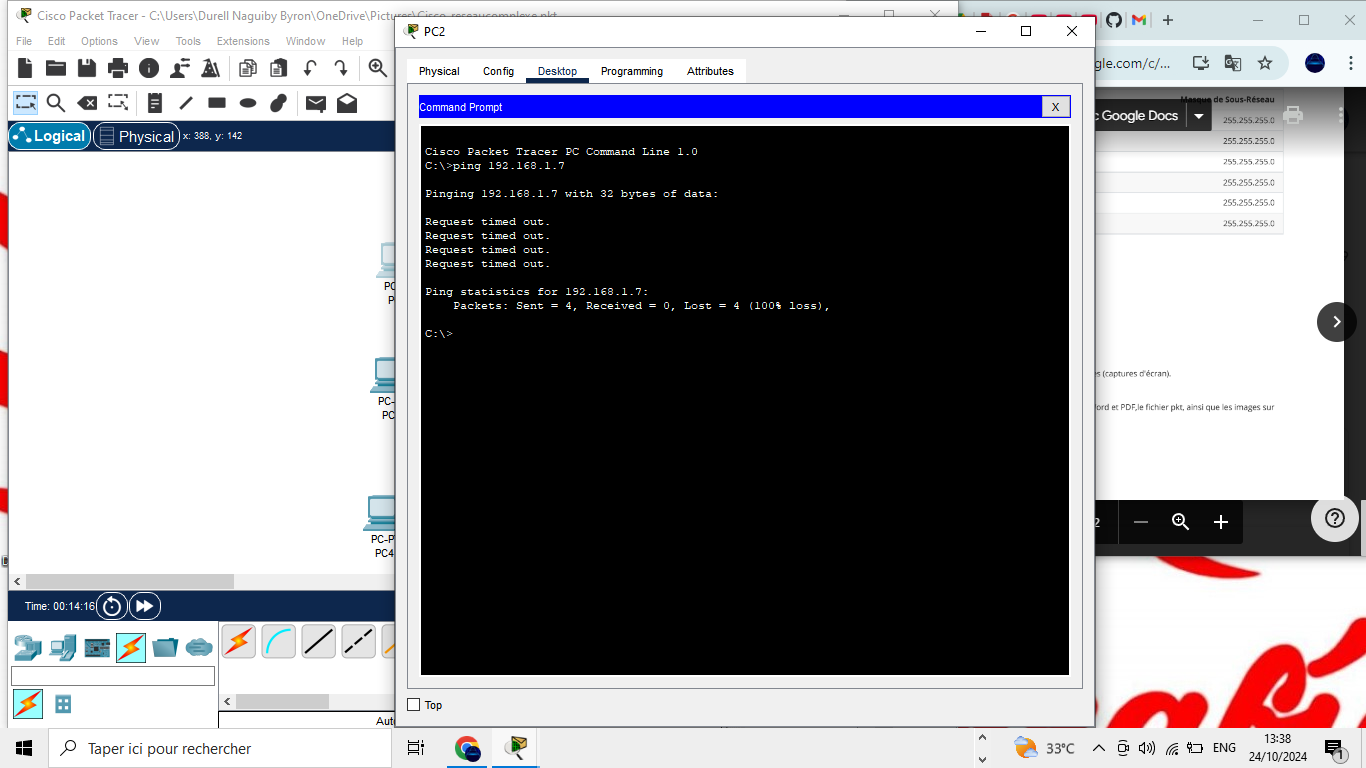 Cisco Packet Tracer - C:\Users\Durell Naguiby Byron\OneDrive\Pictures\Cisco_reseaucomplexe.pkt
File Edit Options View Tools Extensions Window Help
Logical Physical x: 388, y: 142
PC-
PC
PC-P
PC4
Time: 00:14:16
Auto
PC2
Physical Config Desktop Programming Attributes
Command Prompt X
Cisco Packet Tracer PC Command Line 1.0
C:\>ping 192.168.1.7
Pinging 192.168.1.7 with 32 bytes of data:
Request timed out.
Request timed out.
Request timed out.
Request timed out.
Ping statistics for 192.168.1.7:
Packets: Sent = 4, Received = 0, Lost = 4 (100% loss),
C:\>
Top
gle.com/c/...
Masque de Sous-Réseau
c Google Docs
255.255.255.0
255.255.255.0
255.255.255.0
255.255.255.0
255.255.255.0
255.255.255.0
es (captures d'écran).
ord et PDF,le fichier pkt, ainsi que les images sur
2
Taper ici pour rechercher
33°C
ENG
13:38
24/10/2024
1